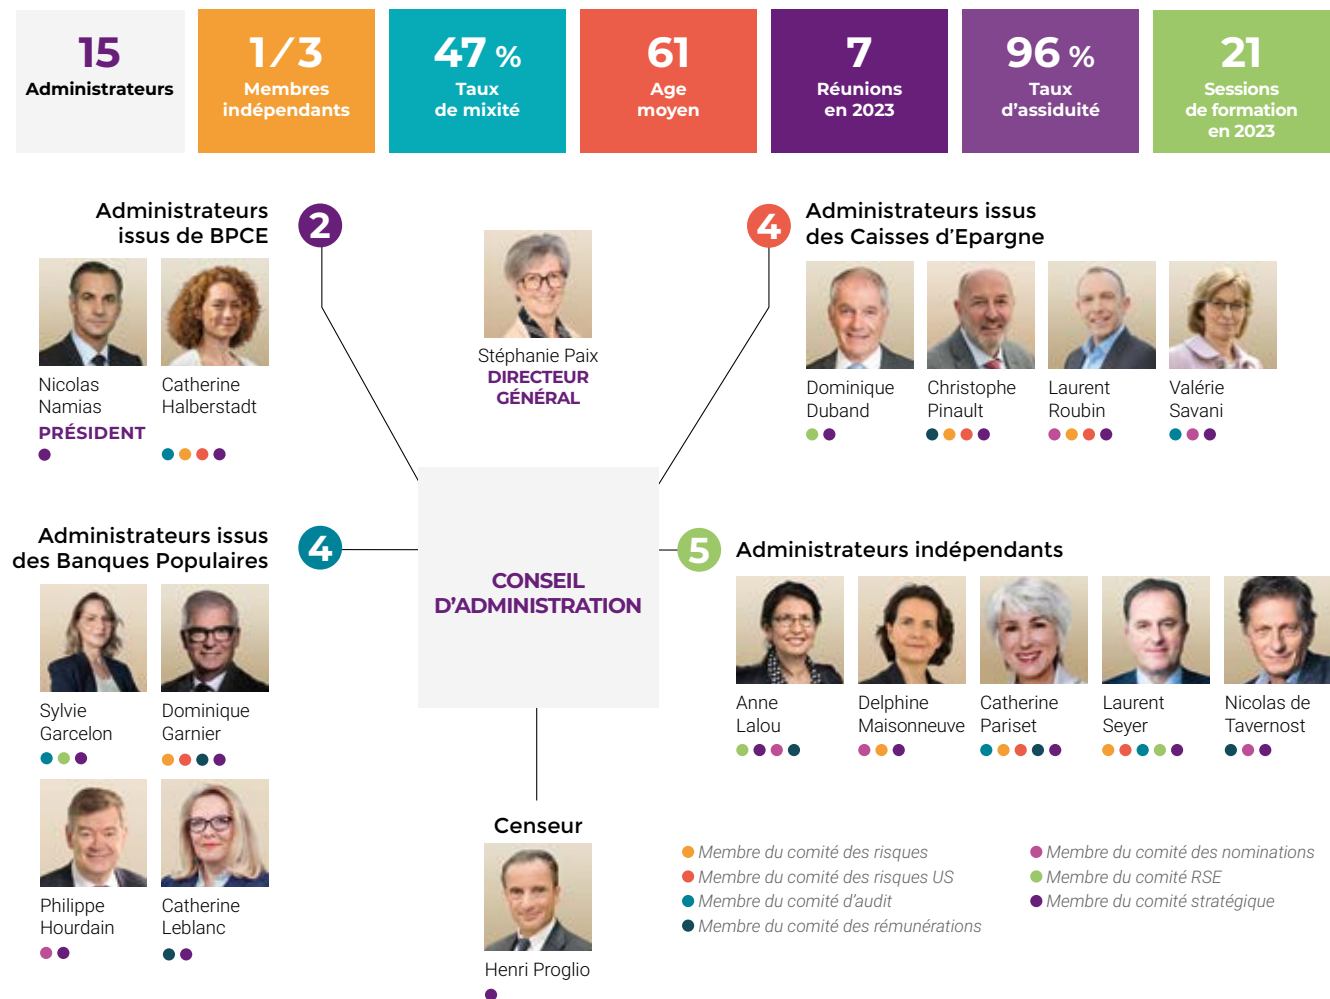 15
Administrateurs
1/3
Membres
indépendants
47 %
Taux
de mixité
61
Age
moyen
7
Réunions
en 2023
96 %
Taux
d'assiduité
21
Sessions
de formation
en 2023
Administrateurs
issus de BPCE
2
Nicolas
Namias
PRÉSIDENT
Catherine
Halberstadt
Stéphanie Paix
DIRECTEUR
GÉNÉRAL
4
Administrateurs issus
des Caisses d'Epargne
Dominique
Duband
Christophe
Pinault
Laurent
Roubin
Valérie
Savani
Administrateurs issus
des Banques Populaires
4
Sylvie
Garcelon
Dominique
Garnier
Philippe
Hourdain
Catherine
Leblanc
CONSEIL
D'ADMINISTRATION
5
Administrateurs indépendants
Anne
Lalou
Delphine
Maisonneuve
Catherine
Pariset
Laurent
Seyer
Nicolas de
Tavernost
Censeur
Henri Proglio
Membre du comité des risques
Membre du comité des risques US
Membre du comité d'audit
Membre du comité des rémunérations
Membre du comité des nominations
Membre du comité RSE
Membre du comité stratégique